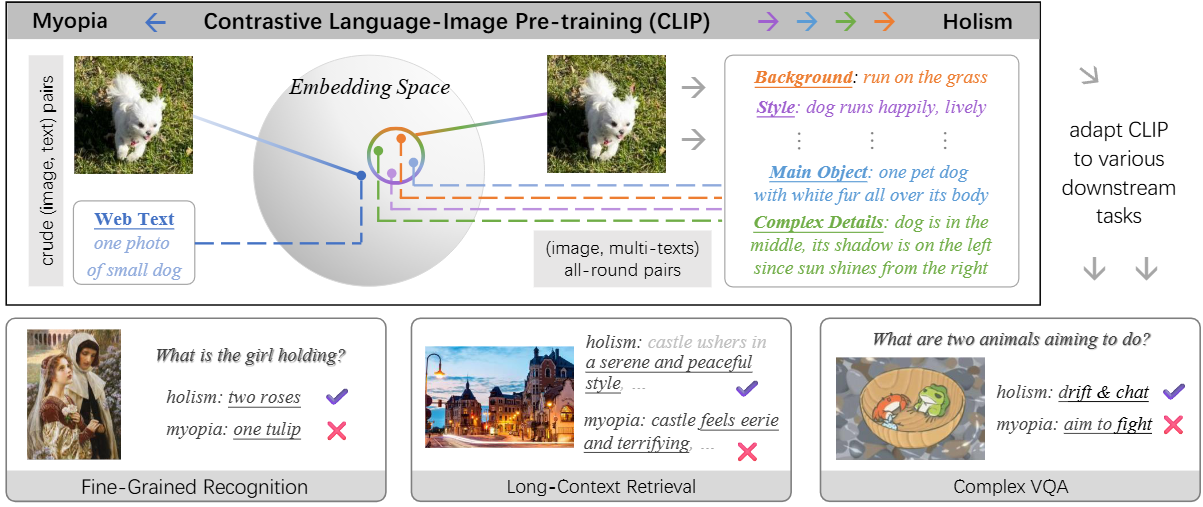 Myopia
Contrastive Language-Image Pre-training (CLIP)
Holism
crude (image, text) pairs
Web Text
one photo
of small dog
Embedding Space
(image, multi-texts)
all-round pairs
Background: run on the grass
Style: dog runs happily, lively
Main Object: one pet dog
with white fur all over its body
Complex Details: dog is in the
middle, its shadow is on the left
since sun shines from the right
adapt CLIP
to various
downstream
tasks
What is the girl holding?
holism: two roses
myopia: one tulip
Fine-Grained Recognition
holism: castle ushers in
a serene and peaceful
style, ...
myopia: castle feels eerie
and terrifying, ...
Long-Context Retrieval
What are two animals aiming to do?
holism: drift & chat
myopia: aim to fight
Complex VQA